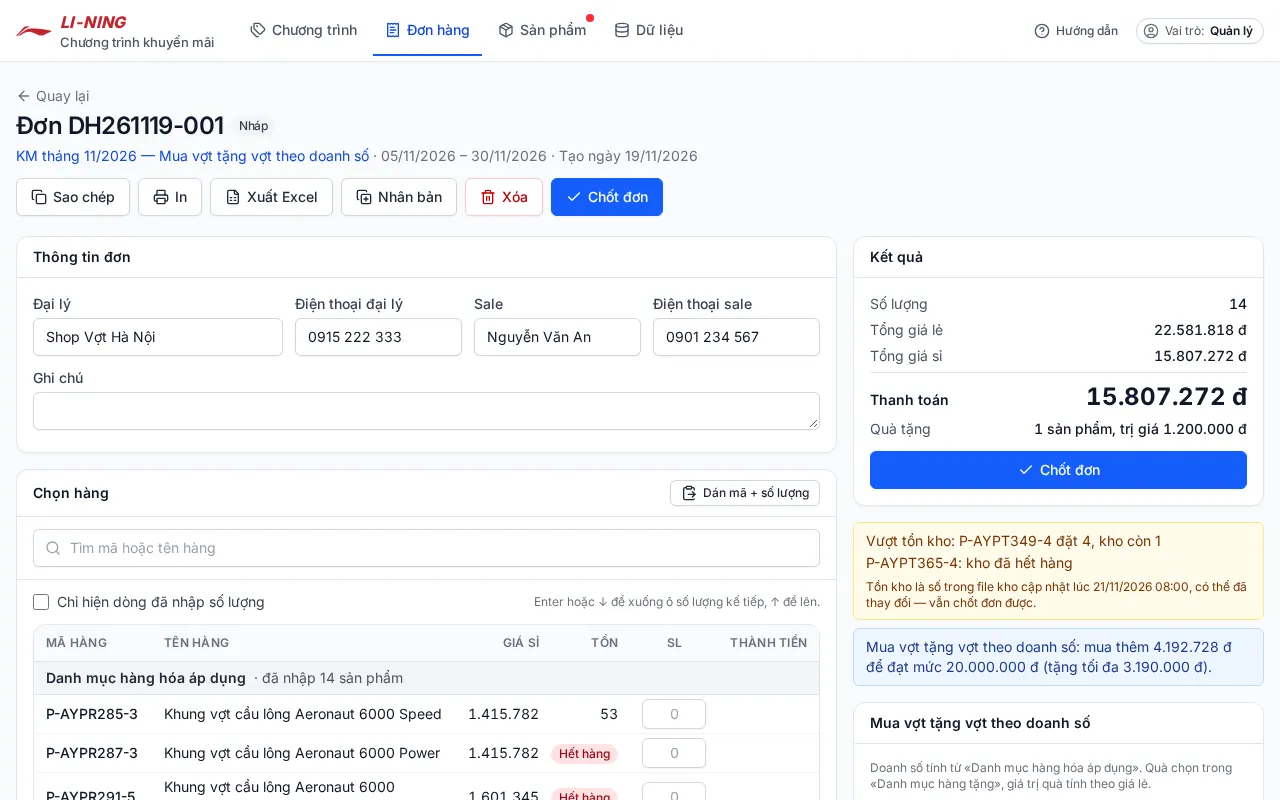 LI-NING
Chương trình khuyến mãi
Chương trình
Đơn hàng
Sản phẩm
Dữ liệu
Hướng dẫn
Vai trò: Quản lý
Quay lại
Đơn DH261119-001 Nháp
KM tháng 11/2026 — Mua vợt tặng vợt theo doanh số · 05/11/2026 – 30/11/2026 · Tạo ngày 19/11/2026
Sao chép
In
Xuất Excel
Nhân bản
Xóa
Chốt đơn
Thông tin đơn
Đại lý
Điện thoại đại lý
Sale
Điện thoại sale
Shop Vợt Hà Nội
0915 222 333
Nguyễn Văn An
0901 234 567
Ghi chú
Chọn hàng
Dán mã + số lượng
Tìm mã hoặc tên hàng
Chỉ hiện dòng đã nhập số lượng
Enter hoặc ↓ để xuống ô số lượng kế tiếp, ↑ để lên.
MÃ HÀNG TÊN HÀNG GIÁ SỈ TỒN SL THÀNH TIỀN
Danh mục hàng hóa áp dụng · đã nhập 14 sản phẩm
P-AYPR285-3 Khung vợt cầu lông Aeronaut 6000 Speed 1.415.782 53 0
P-AYPR287-3 Khung vợt cầu lông Aeronaut 6000 Power 1.415.782 Hết hàng 0
P-AYPR291-5 Khung vợt cầu lông Aeronaut 6000 1.601.345 Hết hàng 0
Kết quả
Số lượng 14
Tổng giá lẻ 22.581.818 đ
Tổng giá sỉ 15.807.272 đ
Thanh toán 15.807.272 đ
Quà tặng 1 sản phẩm, trị giá 1.200.000 đ
Chốt đơn
Vượt tồn kho: P-AYPT349-4 đặt 4, kho còn 1
P-AYPT365-4: kho đã hết hàng
Tồn kho là số trong file kho cập nhật lúc 21/11/2026 08:00, có thể đã
thay đổi — vẫn chốt đơn được.
Mua vợt tặng vợt theo doanh số: mua thêm 4.192.728 đ
để đạt mức 20.000.000 đ (tặng tối đa 3.190.000 đ).
Mua vợt tặng vợt theo doanh số
Doanh số tính từ «Danh mục hàng hóa áp dụng». Quà chọn trong
«Danh mục hàng tặng», giá trị quà tính theo giá lẻ.